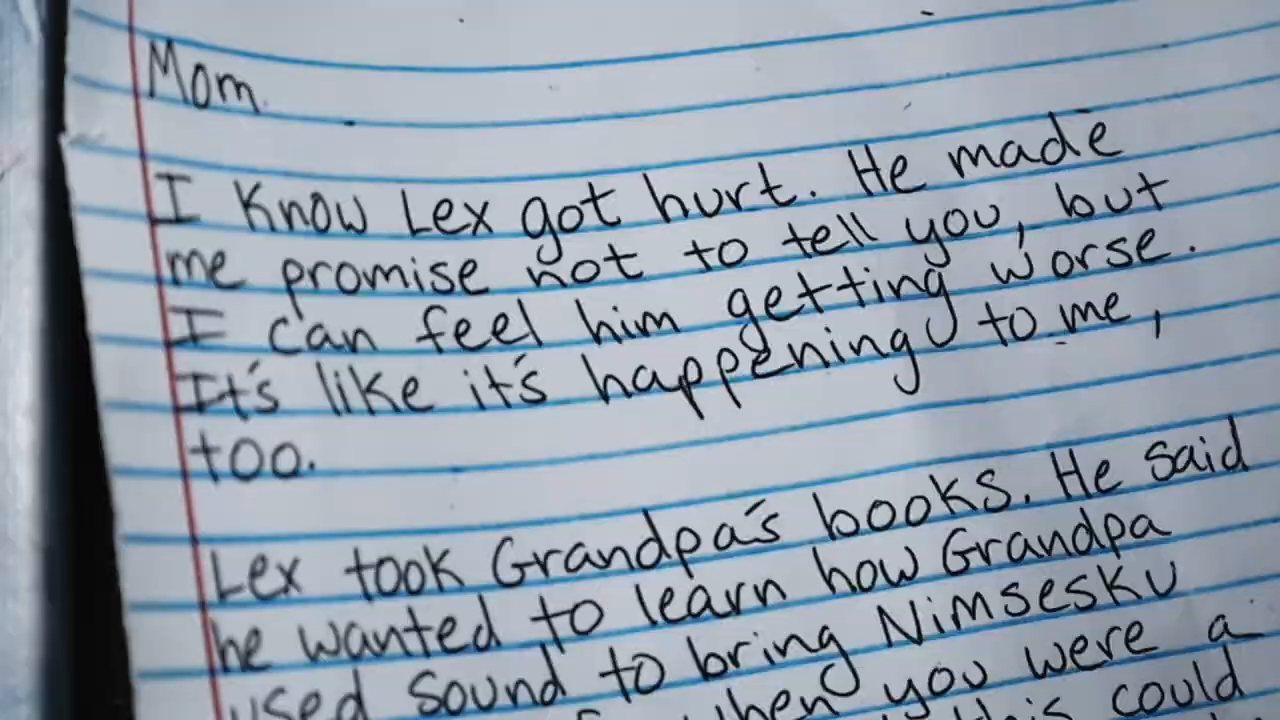 Mom.
I know Lex got hurt. He made
me promise not to tell you, but
I can feel him getting worse.
It's like it's happening to me,
too.
Lex took Grandpa's books. He said
he wanted to learn how Grandpa
used sound to bring Nimsesku
when you were a
this could